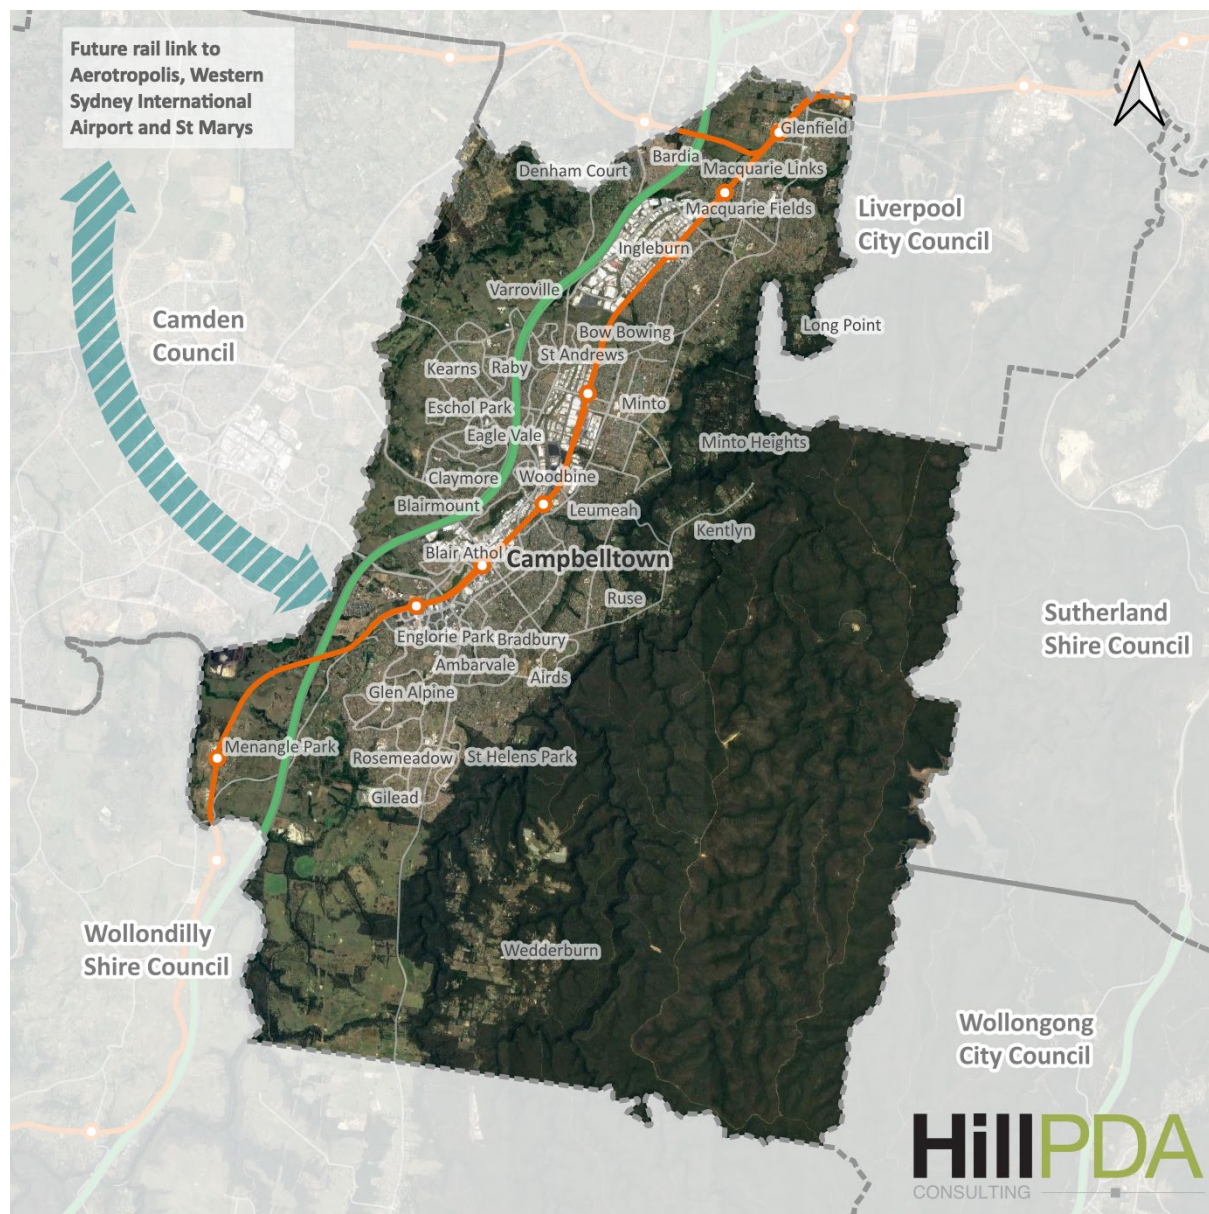 Future rail link to
Aerotropolis, Western
Sydney International
Airport and St Marys
Glenfield
Bardia
Denham Court
Macquarie Links
Macquarie Fields
Liverpool
City Council
Ingleburn
Varroville
Camden
Council
Long Point
Bow Bowing
St Andrews
Kearns
Raby
Eschol Park
Minto
Eagle Vale
Minto Heights
Claymore
Woodbine
Blairmount
Leumeah
Kentlyn
Blair Athol
Campbelltown
Ruse
Sutherland
Shire Council
Englorie Park
Bradbury
Ambarvale
Airds
Glen Alpine
Menangle Park
Rosemeadow
St Helens Park
Gilead
Wollondilly
Shire Council
Wedderburn
Wollongong
City Council
HillPDA
CONSULTING